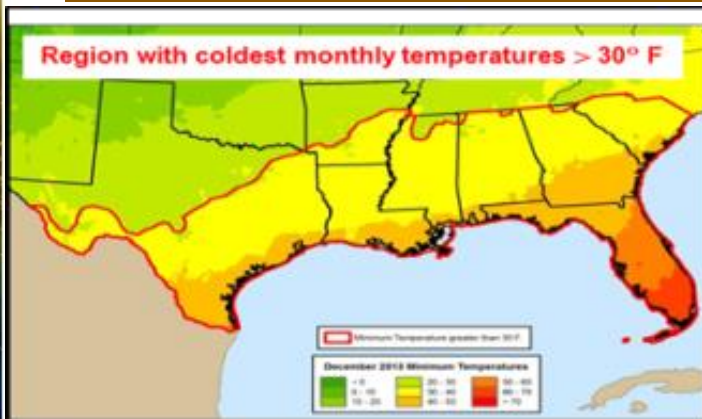 Region with coldest monthly temperatures > 30° F
Minimum Temperature greater than 30 F
December 2013 Minimum Temperatures
< 0
0 - 10
10 - 20
20 - 30
30 - 40
40 - 50
50 - 60
60 - 70
> 70